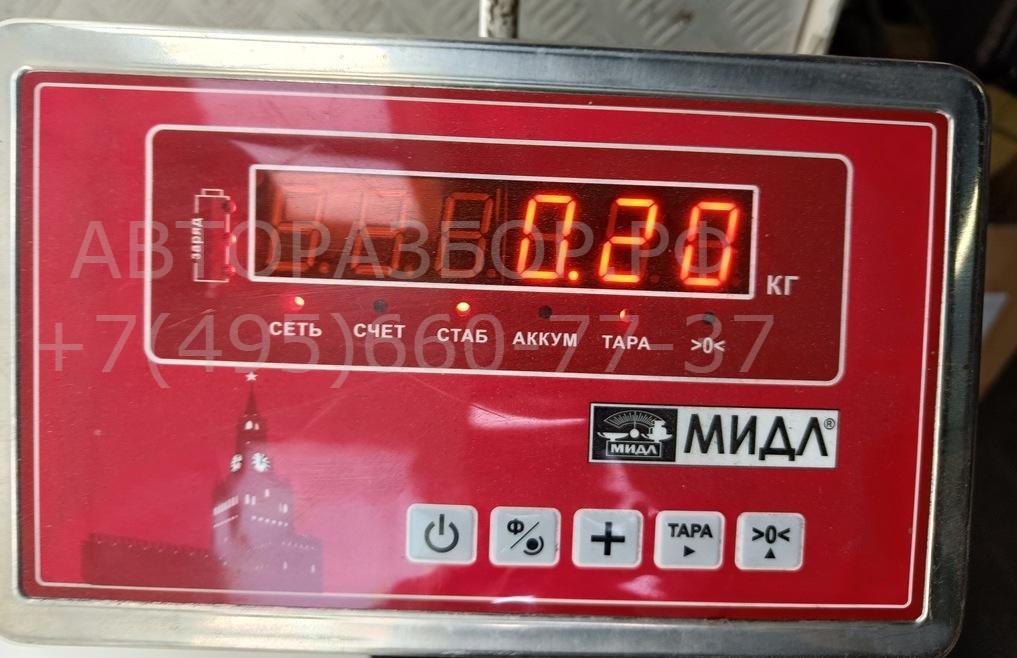 АВТОРАЗБОР.РФ
+7(495)660-77-37
заряд
0.20
КГ
СЕТЬ СЧЕТ СТАБ АККУМ ТАРА >0<
МИДЛ МИДЛ®
Ф + ТАРА >0<